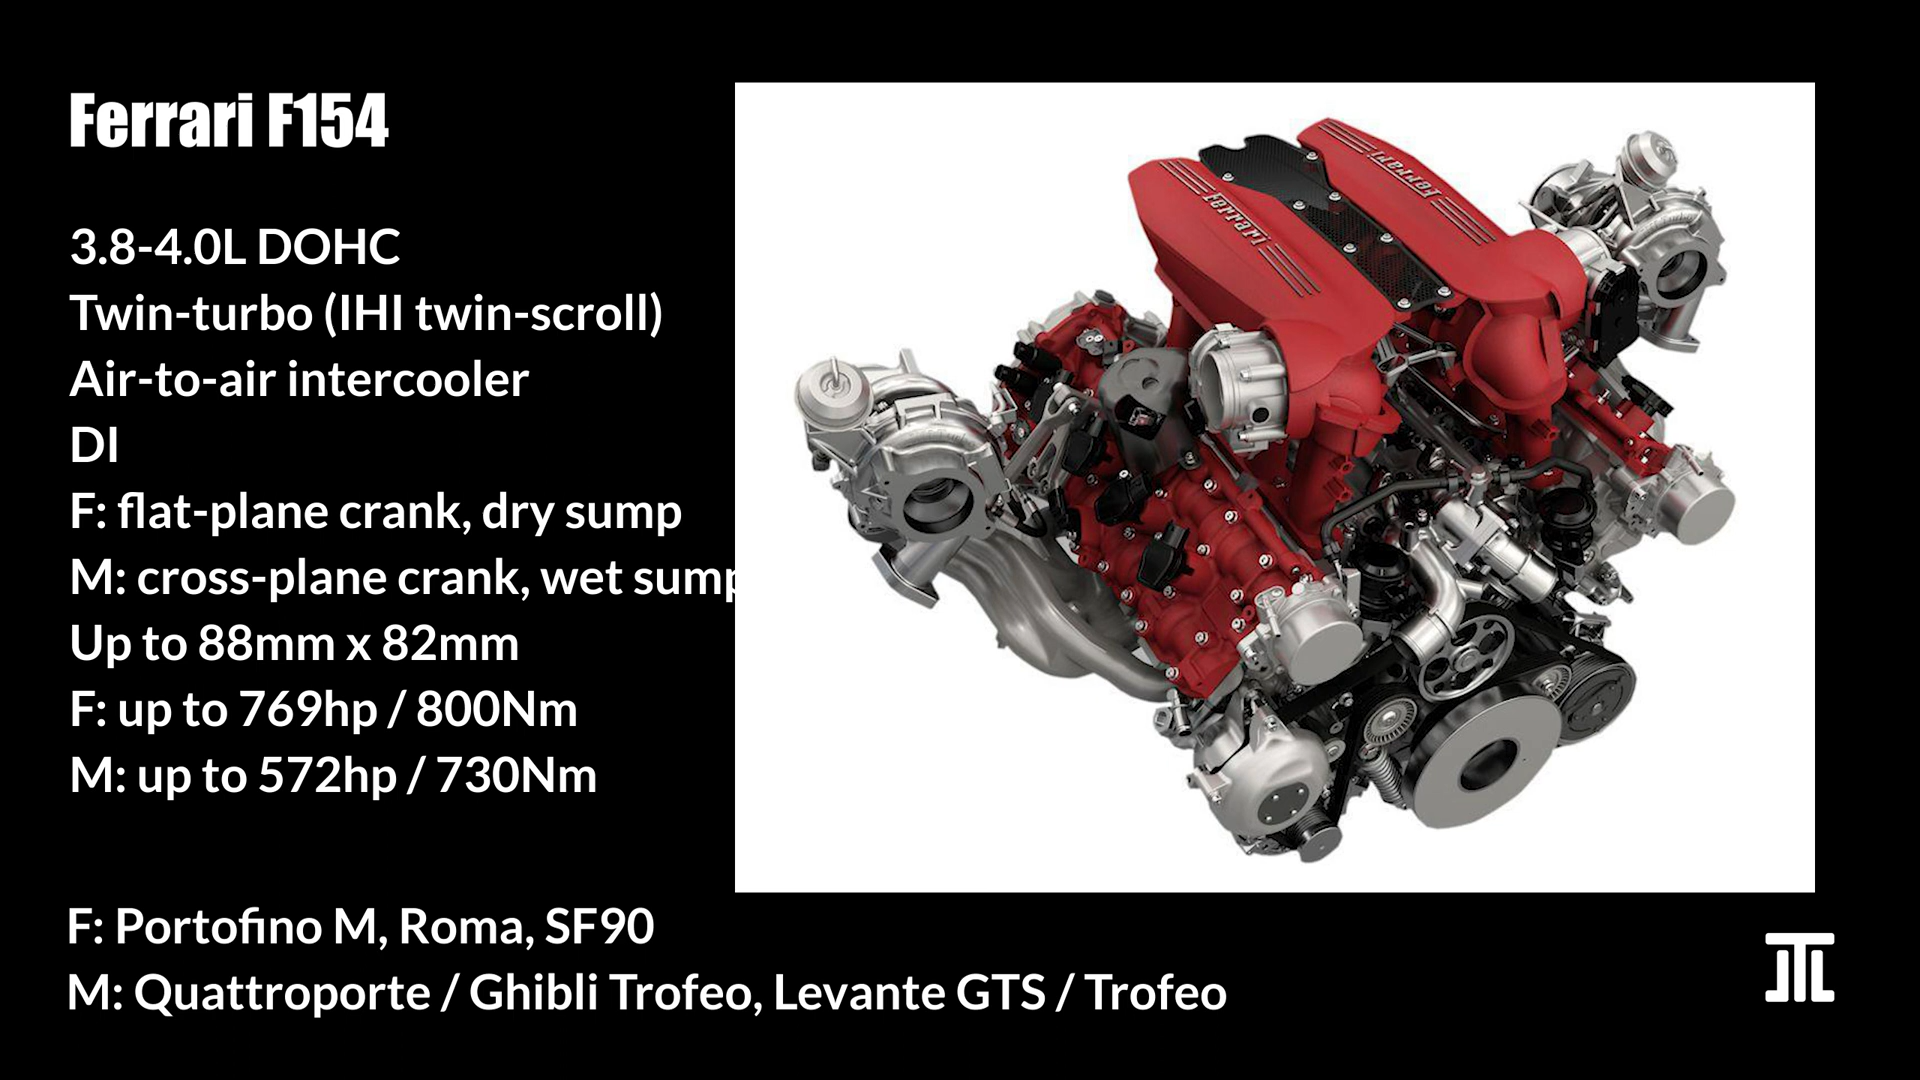 Ferrari F154
3.8-4.0L DOHC
Twin-turbo (IHI twin-scroll)
Air-to-air intercooler
DI
F: flat-plane crank, dry sump
M: cross-plane crank, wet sump
Up to 88mm x 82mm
F: up to 769hp / 800Nm
M: up to 572hp / 730Nm
Ferrari
Ferrari
F: Portofino M, Roma, SF90
M: Quattroporte / Ghibli Trofeo, Levante GTS / Trofeo